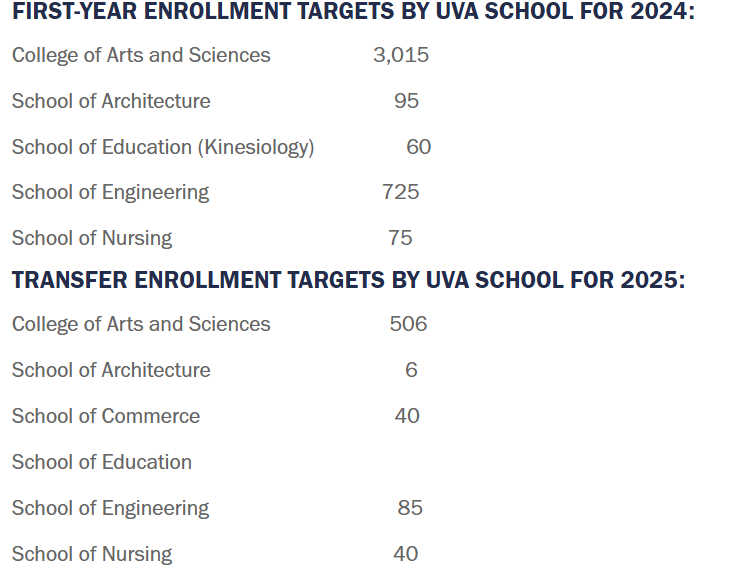 FIRST-YEAR ENROLLMENT TARGETS BY UVA SCHOOL FOR 2024:
College of Arts and Sciences 3,015
School of Architecture 95
School of Education (Kinesiology) 60
School of Engineering 725
School of Nursing 75
TRANSFER ENROLLMENT TARGETS BY UVA SCHOOL FOR 2025:
College of Arts and Sciences 506
School of Architecture 6
School of Commerce 40
School of Education
School of Engineering 85
School of Nursing 40